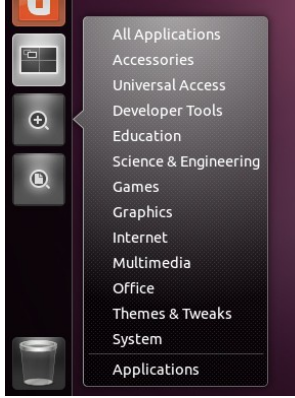 All Applications
Accessories
Universal Access
Developer Tools
Education
Science & Engineering
Games
Graphics
Internet
Multimedia
Office
Themes & Tweaks
System
Applications